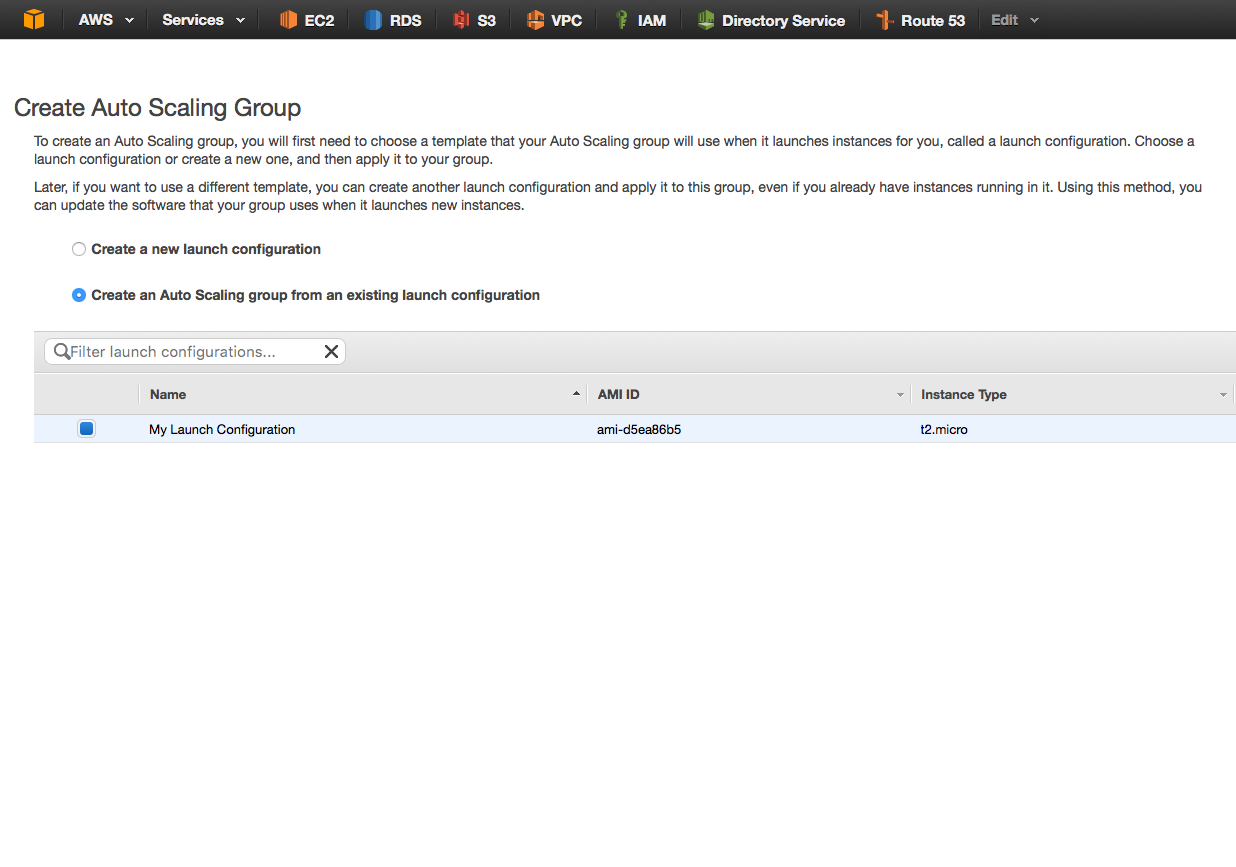 AWS Services EC2 RDS S3 VPC IAM Directory Service Route 53 Edit
Create Auto Scaling Group
To create an Auto Scaling group, you will first need to choose a template that your Auto Scaling group will use when it launches instances for you, called a launch configuration. Choose a
launch configuration or create a new one, and then apply it to your group.
Later, if you want to use a different template, you can create another launch configuration and apply it to this group, even if you already have instances running in it. Using this method, you
can update the software that your group uses when it launches new instances.
Create a new launch configuration
Create an Auto Scaling group from an existing launch configuration
Filter launch configurations...
Name AMI ID Instance Type
My Launch Configuration ami-d5ea86b5 t2.micro